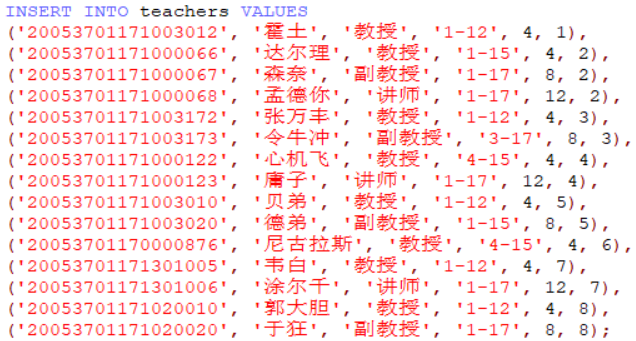 INSERT INTO teachers VALUES
('20053701171003012', '霍土', '教授', '1-12', 4, 1),
('20053701171000066', '达尔理', '教授', '1-15', 4, 2),
('20053701171000067', '森奈', '副教授', '1-17', 8, 2),
('20053701171000068', '孟德你', '讲师', '1-17', 12, 2),
('20053701171003172', '张万丰', '教授', '1-12', 4, 3),
('20053701171003173', '令牛冲', '副教授', '3-17', 8, 3),
('20053701171000122', '心机飞', '教授', '4-15', 4, 4),
('20053701171000123', '庸子', '讲师', '1-17', 12, 4),
('20053701171003010', '贝弟', '教授', '1-12', 4, 5),
('20053701171003020', '德弟', '副教授', '1-15', 8, 5),
('20053701170000876', '尼古拉斯', '教授', '4-15', 4, 6),
('20053701171301005', '韦白', '教授', '1-12', 4, 7),
('20053701171301006', '涂尔干', '讲师', '1-17', 12, 7),
('20053701171020010', '郭大胆', '教授', '1-12', 4, 8),
('20053701171020020', '于狂', '副教授', '1-17', 8, 8);